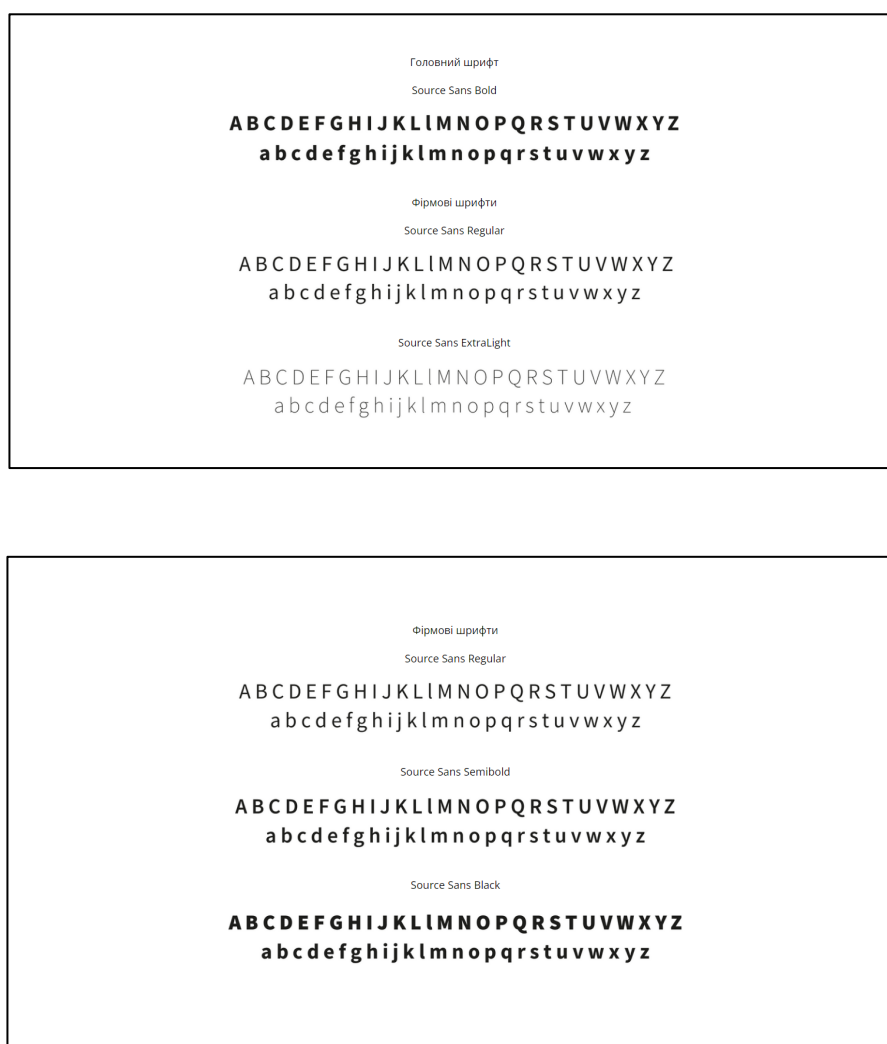 Головний шрифт
Source Sans Bold
A B C D E F G H I J K L l M N O P Q R S T U V W X Y Z
a b c d e f g h i j k l m n o p q r s t u v w x y z
Фірмові шрифти
Source Sans Regular
A B C D E F G H I J K L l M N O P Q R S T U V W X Y Z
a b c d e f g h i j k l m n o p q r s t u v w x y z
Source Sans ExtraLight
A B C D E F G H I J K L l M N O P Q R S T U V W X Y Z
a b c d e f g h i j k l m n o p q r s t u v w x y z
Фірмові шрифти
Source Sans Regular
A B C D E F G H I J K L l M N O P Q R S T U V W X Y Z
a b c d e f g h i j k l m n o p q r s t u v w x y z
Source Sans Semibold
A B C D E F G H I J K L l M N O P Q R S T U V W X Y Z
a b c d e f g h i j k l m n o p q r s t u v w x y z
Source Sans Black
A B C D E F G H I J K L l M N O P Q R S T U V W X Y Z
a b c d e f g h i j k l m n o p q r s t u v w x y z